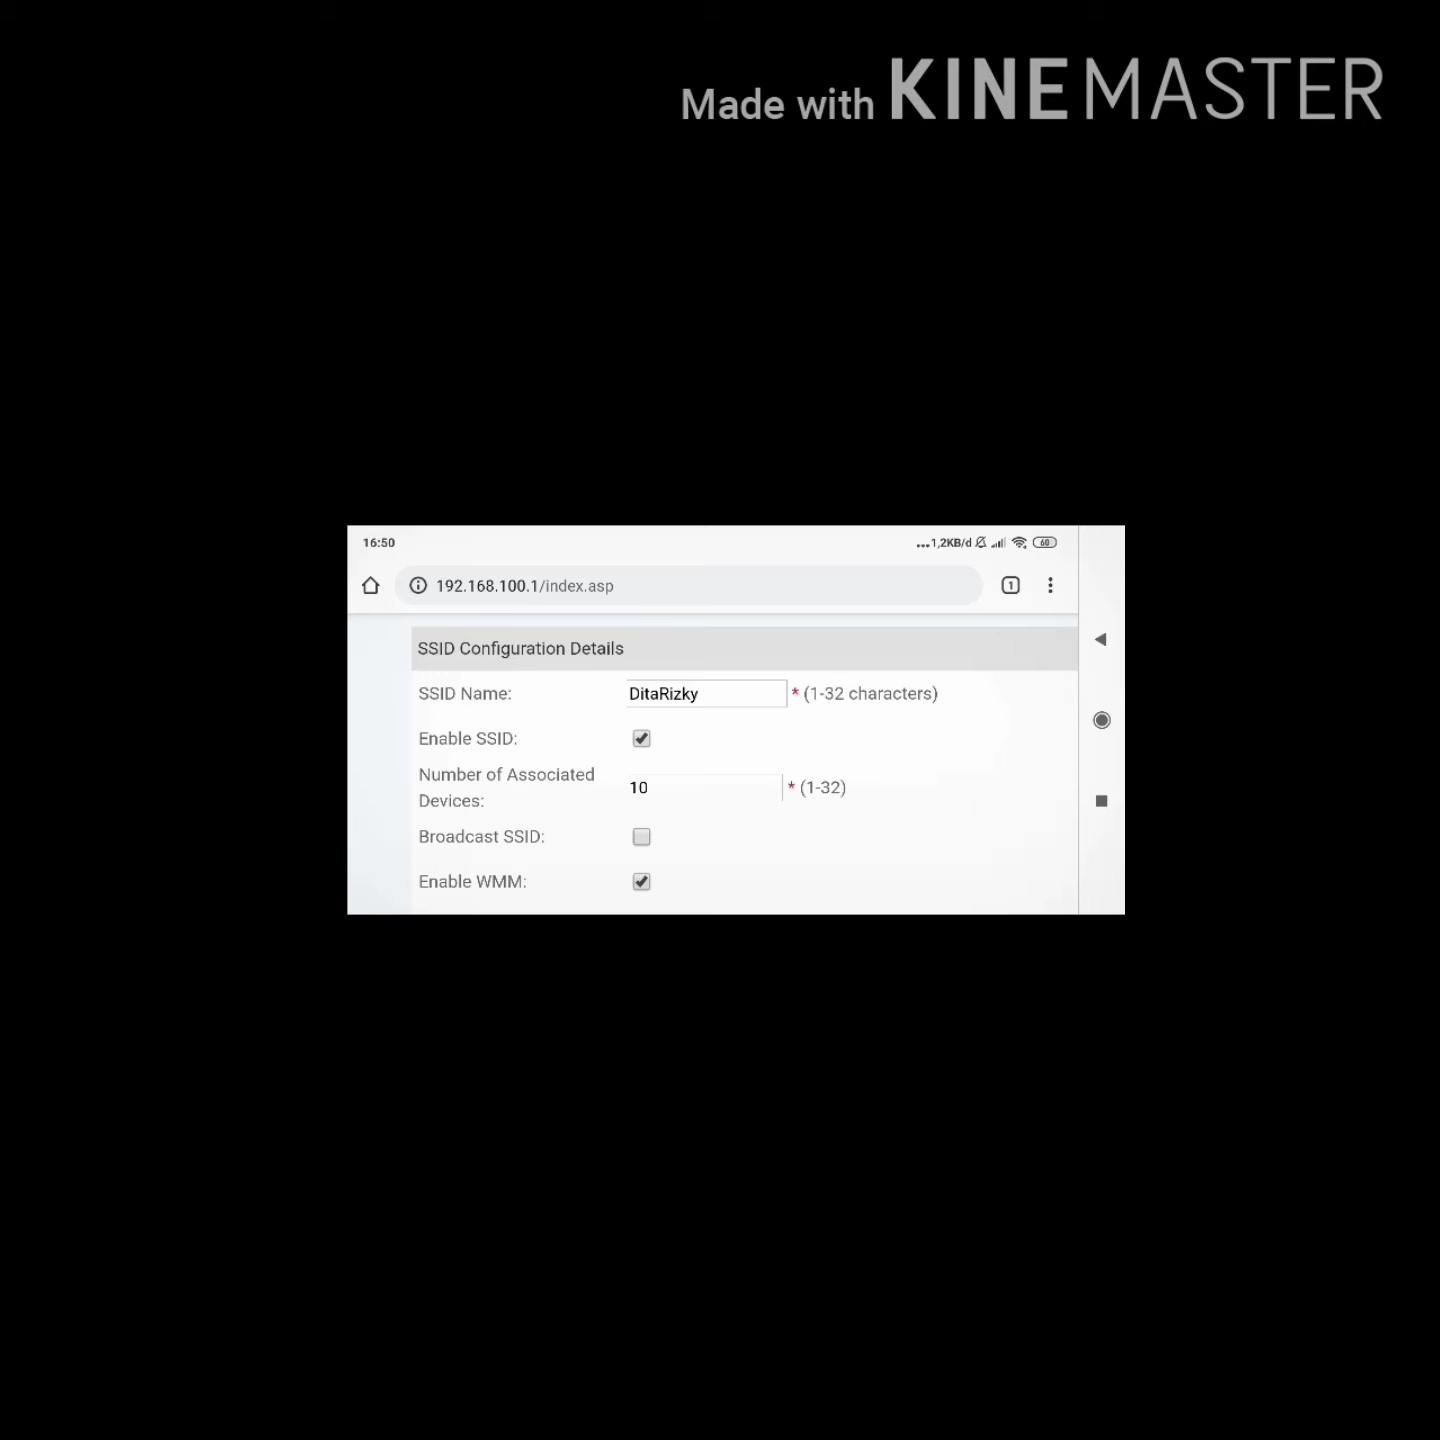 Made with KINEMASTER
16:50
...1,2KB/d 60
192.168.100.1/index.asp 1
SSID Configuration Details
SSID Name: DitaRizky * (1-32 characters)
Enable SSID:
Number of Associated
Devices: 10 * (1-32)
Broadcast SSID:
Enable WMM: